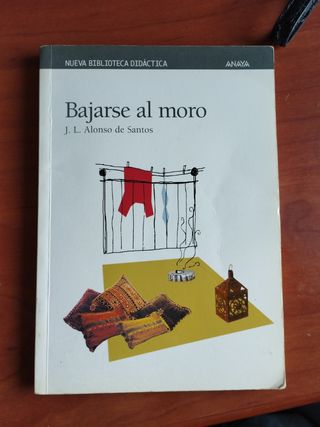 NUEVA BIBLIOTECA DIDÁCTICA ANAYA
Bajarse al moro
J. L. Alonso de Santos